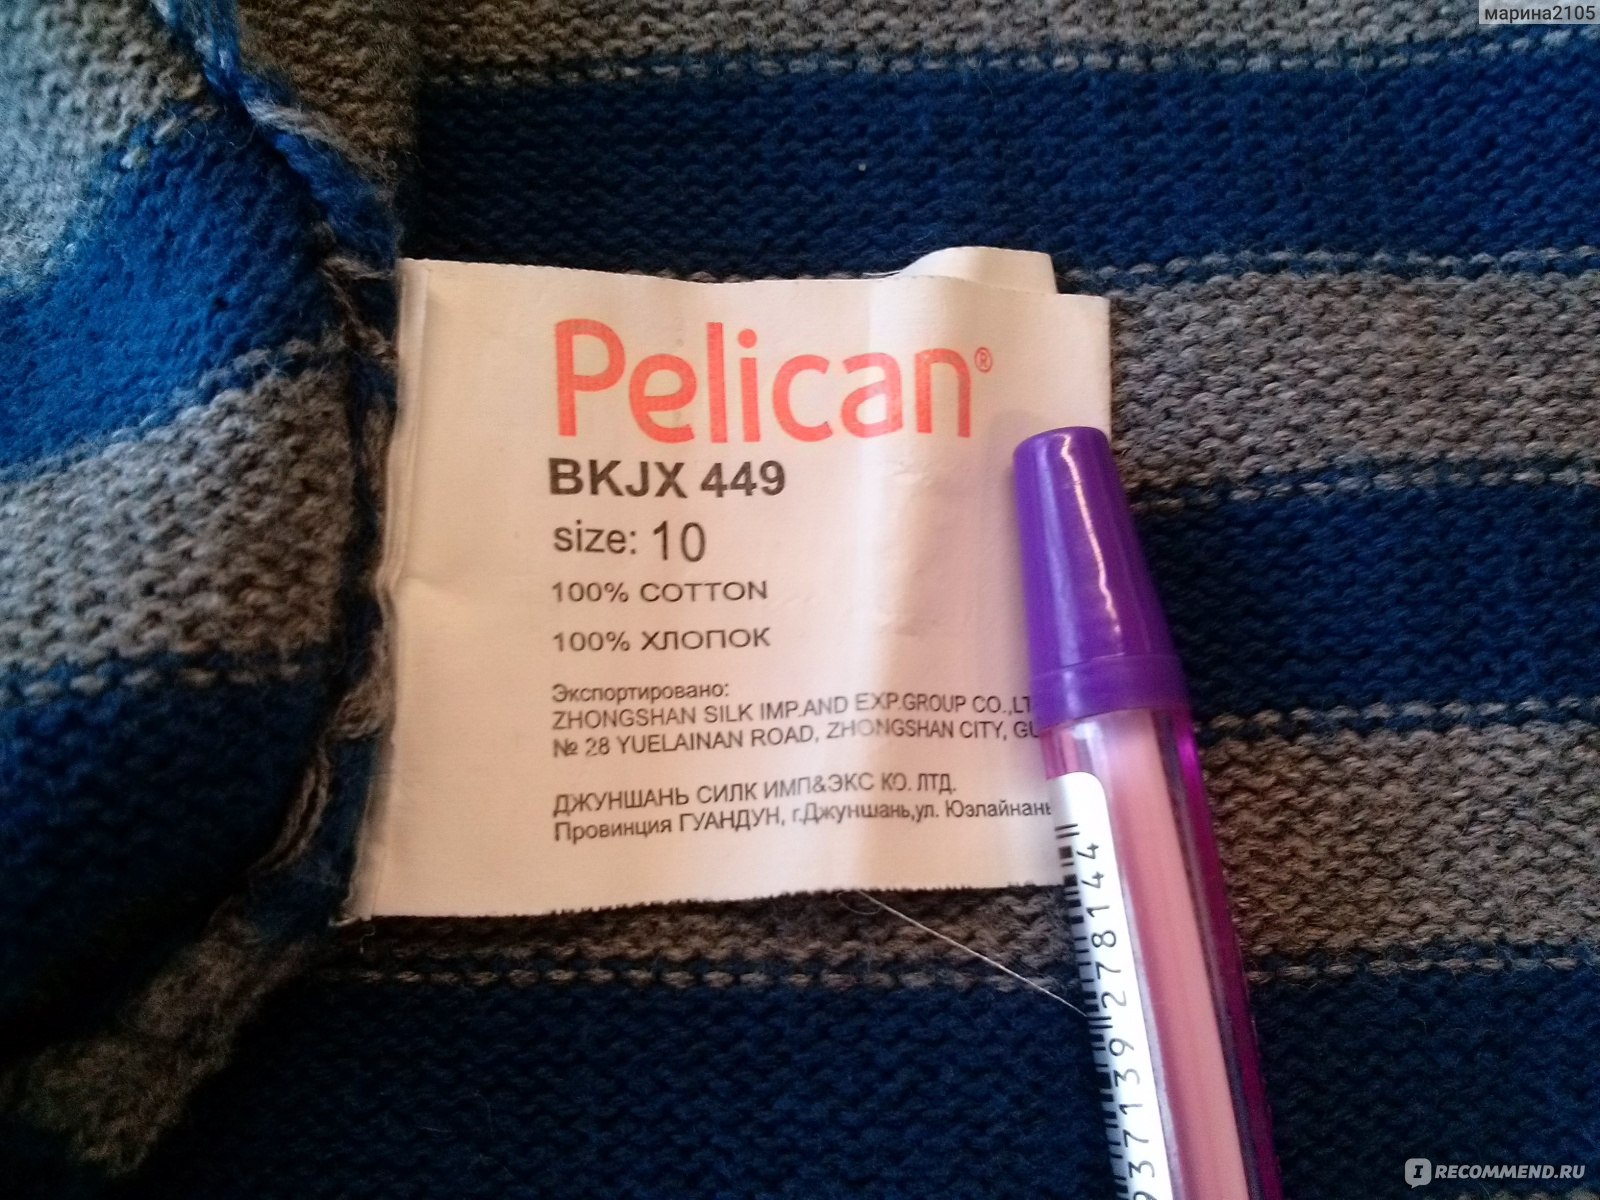 марина2105
Pelican®
BKJX 449
size: 10
100% COTTON
100% ХЛОПОК
Экспортировано:
ZHONGSHAN SILK IMP.AND EXP.GROUP CO.,LT
№ 28 YUELAINAN ROAD, ZHONGSHAN CITY, GU
ДЖУНШАНЬ СИЛК ИМП&ЭКС КО. ЛТД.
Провинция ГУАНДУН, г.Джуншань,ул. Юэлайнань
37139278144
IRECOMMEND.RU